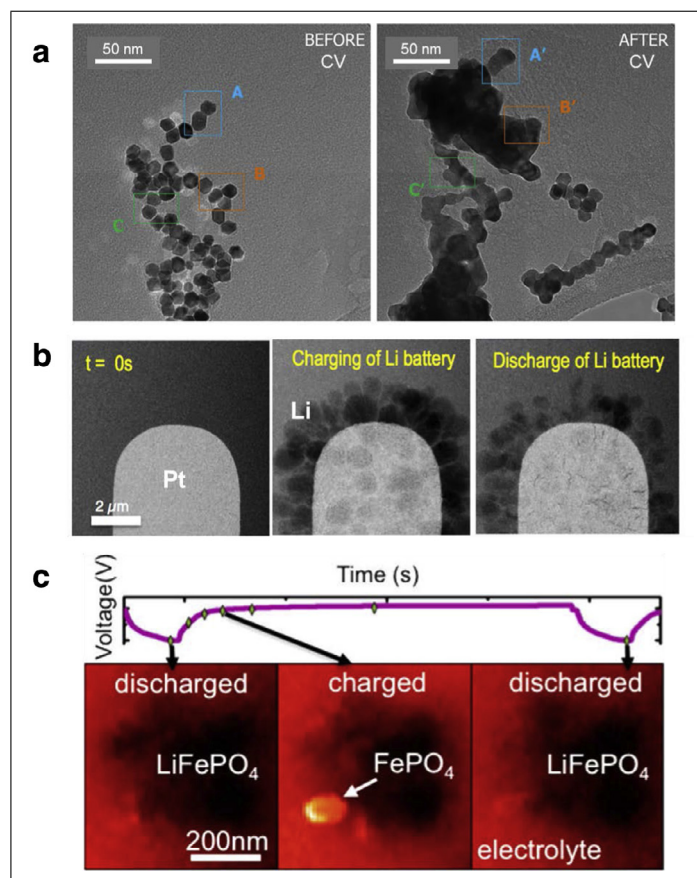 a
50 nm
BEFORE
CV
A
B
C
50 nm
AFTER
CV
A'
B'
C'
b
t = 0s
Pt
2 µm
Charging of Li battery
Li
Discharge of Li battery
c
Voltage(V)
Time (s)
discharged
LiFePO4
200nm
charged
FePO4
discharged
LiFePO4
electrolyte